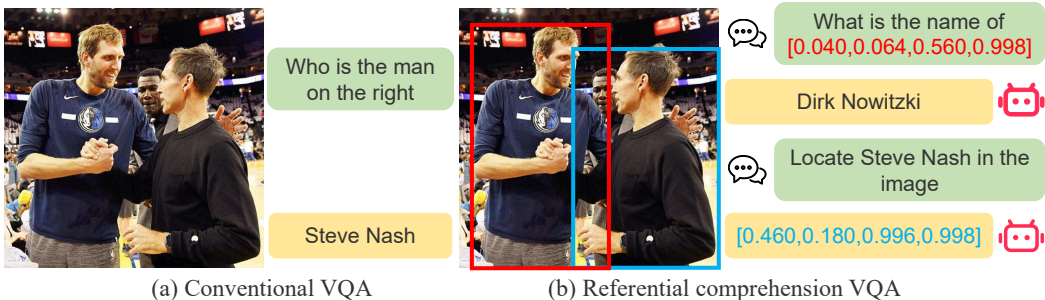 Who is the man
on the right
Steve Nash
(a) Conventional VQA
What is the name of
[0.040,0.064,0.560,0.998]
Dirk Nowitzki
Locate Steve Nash in the
image
[0.460,0.180,0.996,0.998]
(b) Referential comprehension VQA